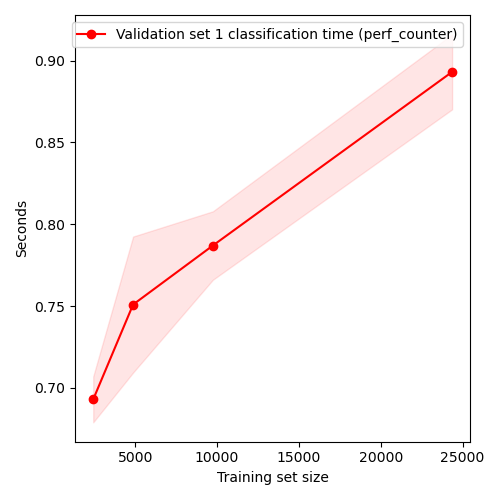 Validation set 1 classification time (perf_counter)
0.90
0.85
0.80
0.75
0.70
Seconds
5000 10000 15000 20000 25000
Training set size